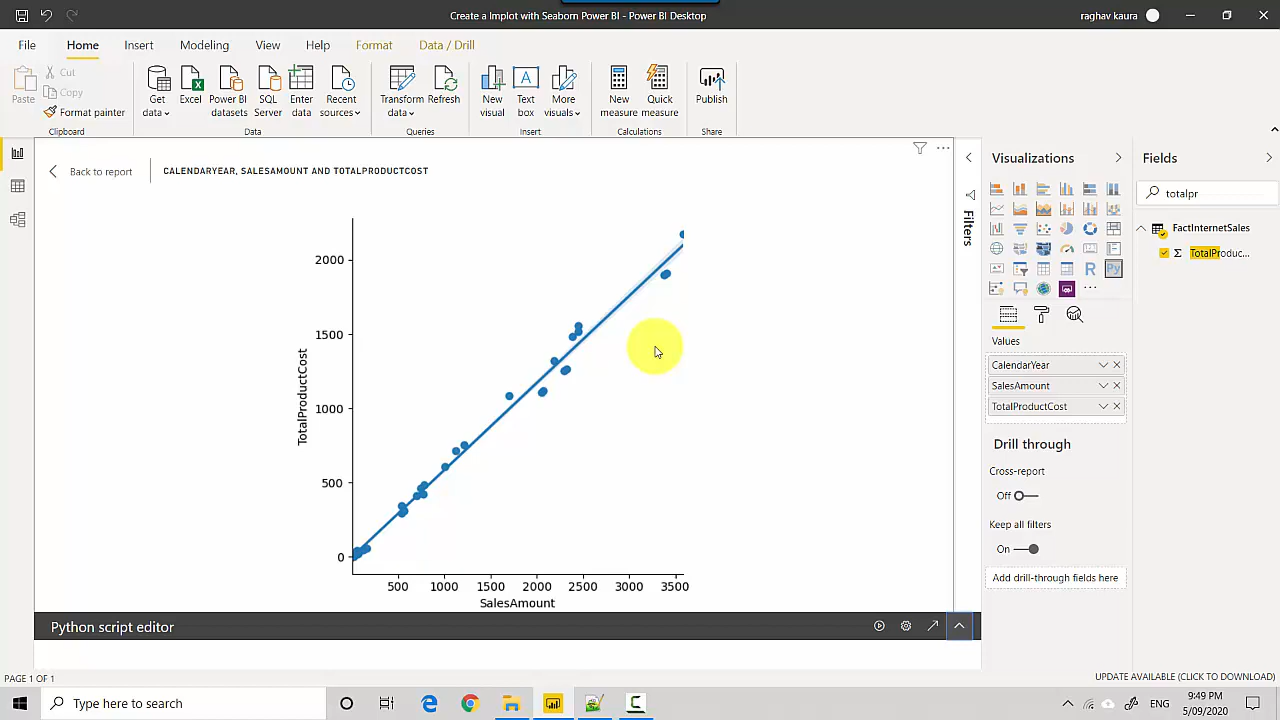 Create a Implot with Seaborn Power BI - Power BI Desktop
raghav kaura
File Home Insert Modeling View Help Format Data / Drill
Paste
Cut
Copy
Format painter
Clipboard
Get data
Excel
Power BI datasets
SQL Server
Enter data
Recent sources
Data
Transform data
Refresh
Queries
New visual
Text box
More visuals
Insert
New measure
Quick measure
Calculations
Publish
Share
Back to report
CALENDARYEAR, SALESAMOUNT AND TOTALPRODUCTCOST
TotalProductCost
2000
1500
1000
500
0
500 1000 1500 2000 2500 3000 3500
SalesAmount
Python script editor
Filters
Visualizations
R
Py
Values
CalendarYear
SalesAmount
TotalProductCost
Drill through
Cross-report
Off
Keep all filters
On
Add drill-through fields here
Fields
totalpr
FactInternetSales
Σ TotalProduc...
PAGE 1 OF 1
UPDATE AVAILABLE (CLICK TO DOWNLOAD)
Type here to search
ENG
9:49 PM
5/09/2020